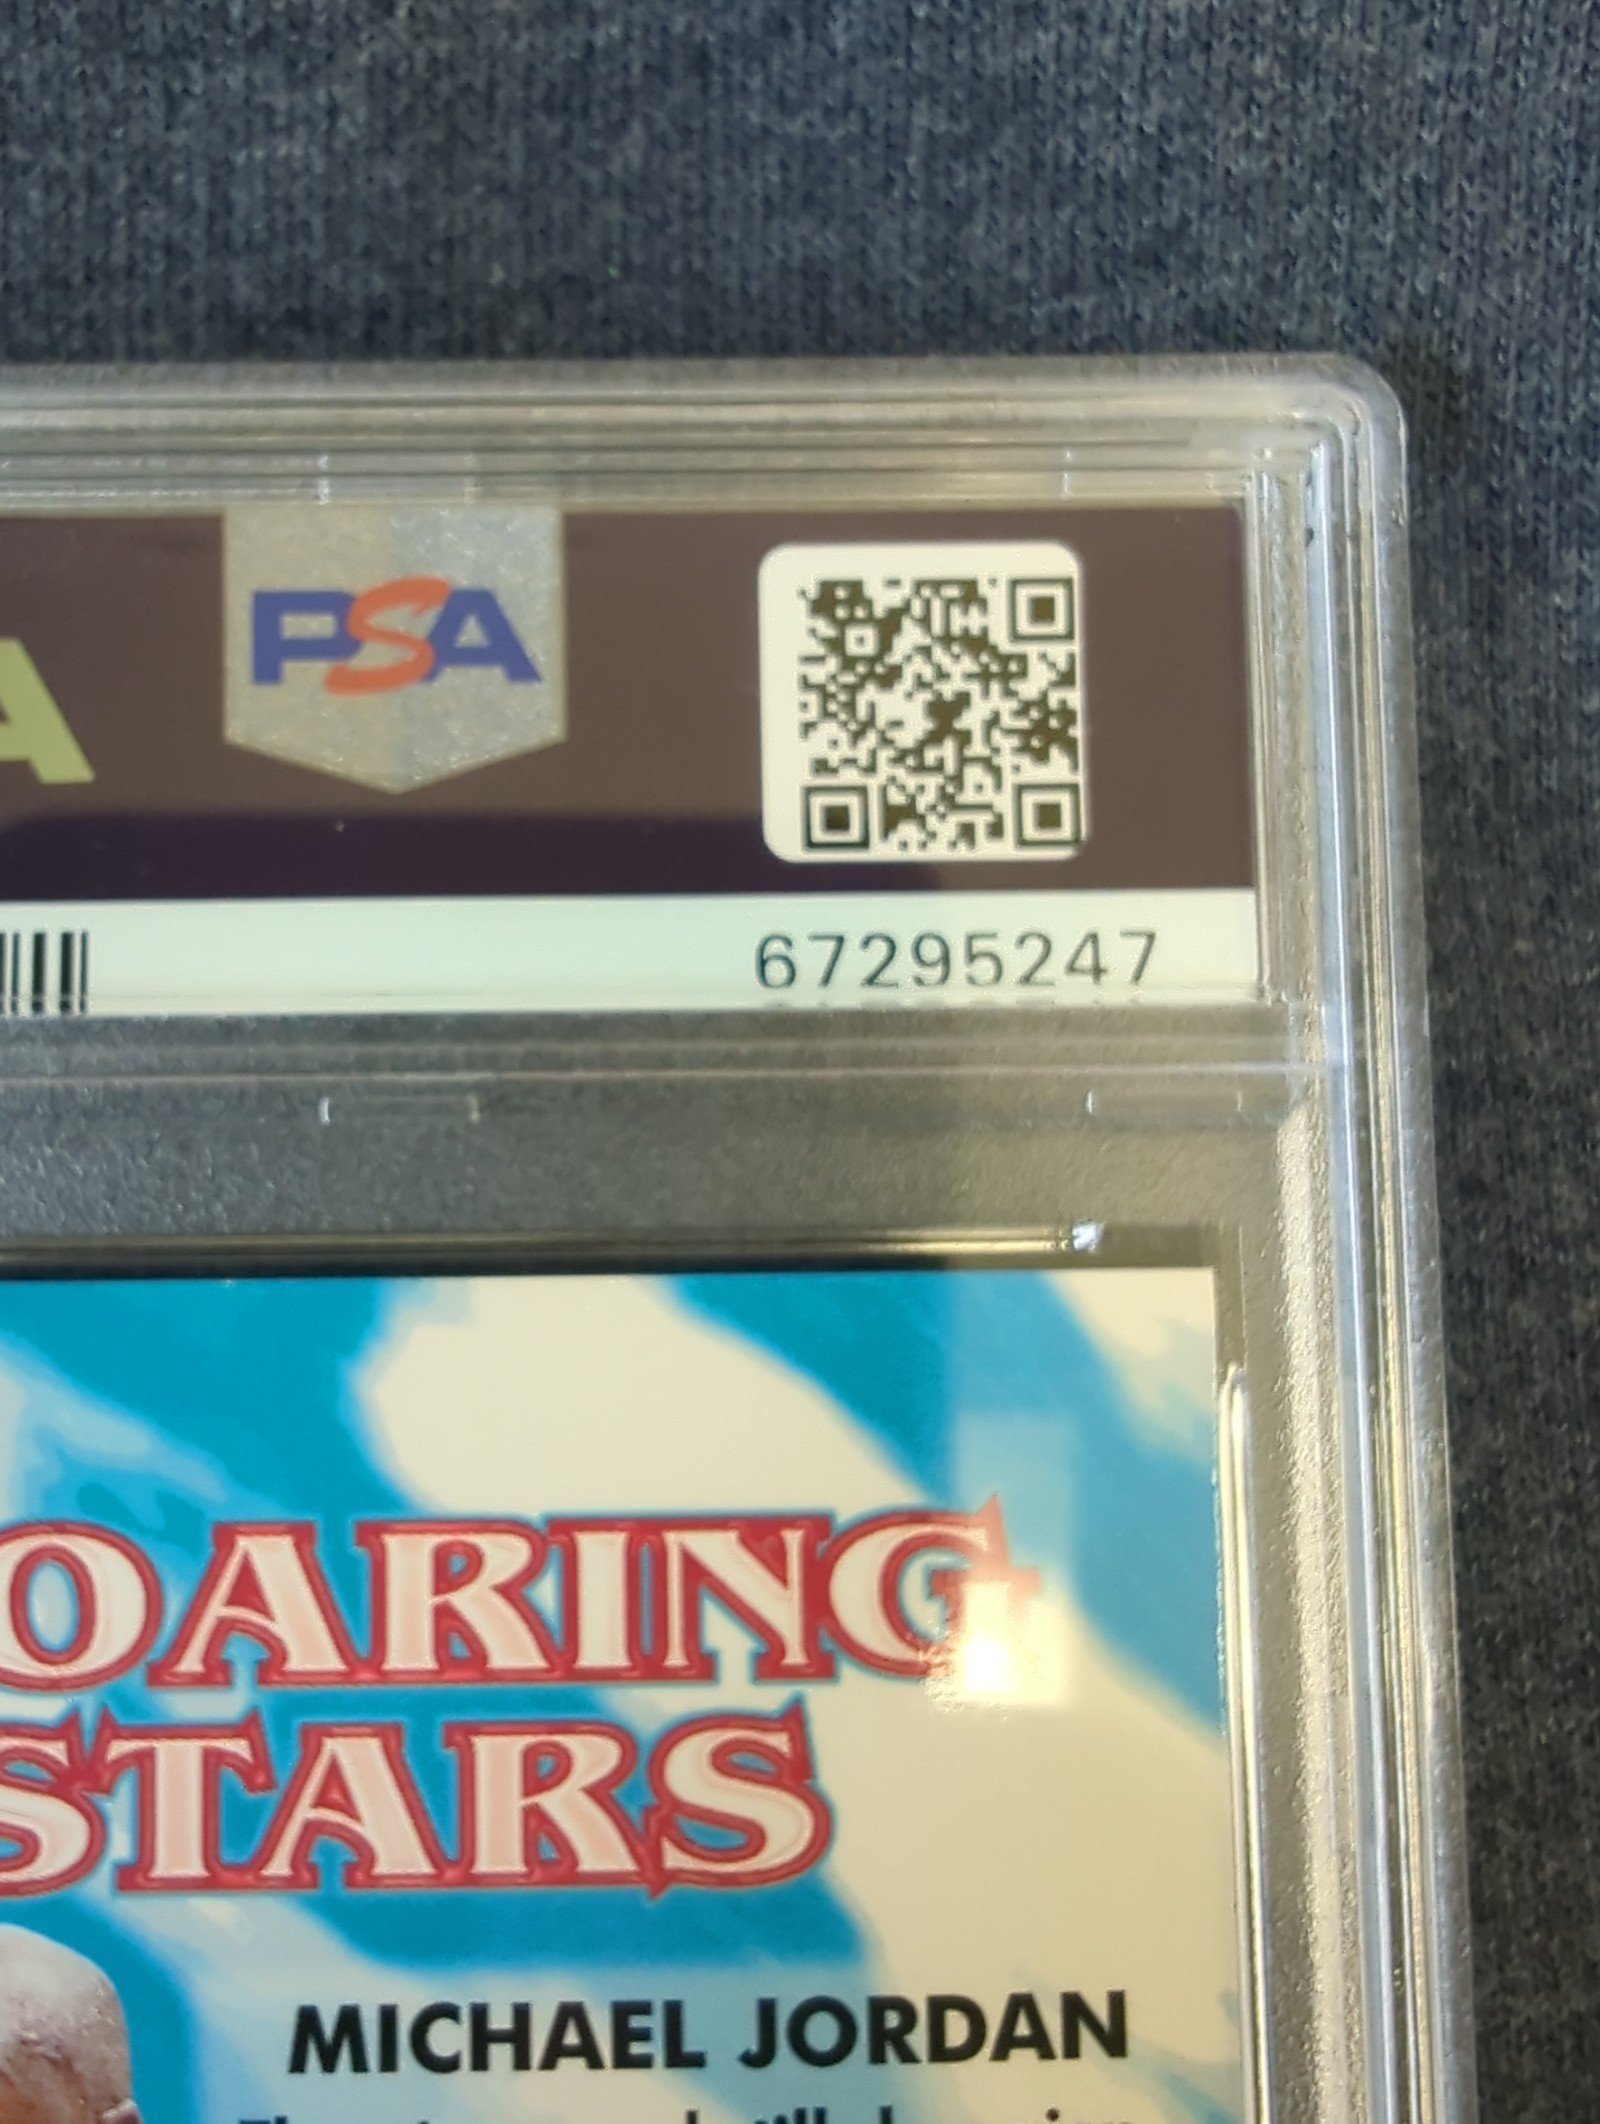 A
PSA
67295247
OARING
STARS
MICHAEL JORDAN